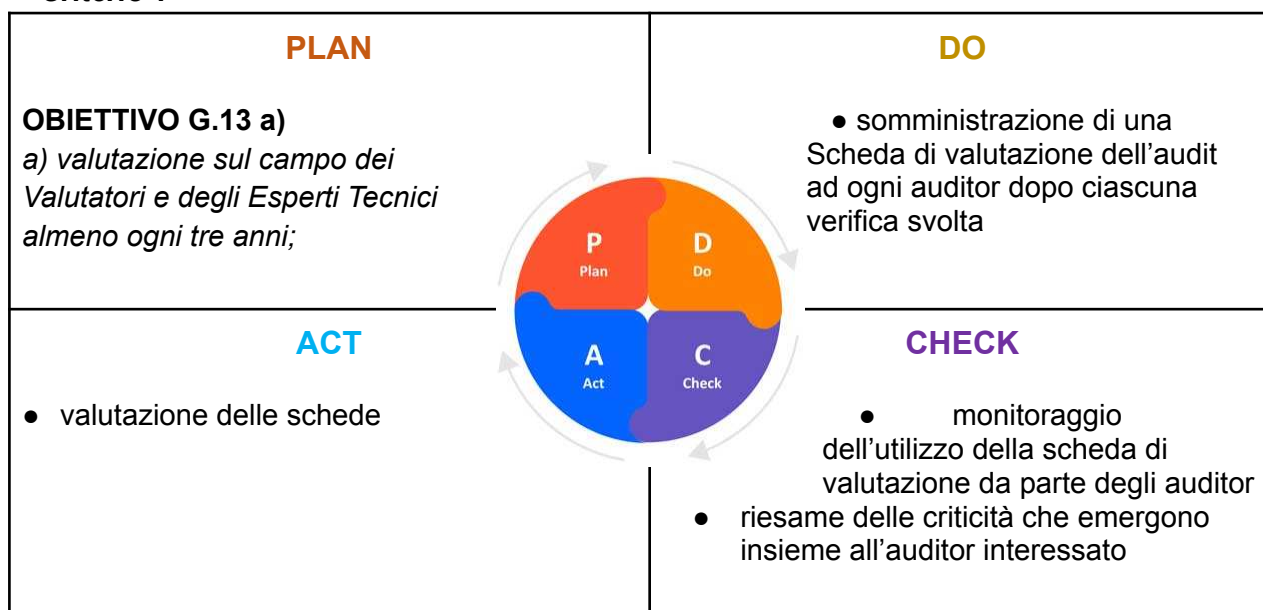 PLAN
OBIETTIVO G.13 a)
a) valutazione sul campo dei
Valutatori e degli Esperti Tecnici
almeno ogni tre anni;
DO
● somministrazione di una
Scheda di valutazione dell’audit
ad ogni auditor dopo ciascuna
verifica svolta
P
Plan
D
Do
A
Act
C
Check
ACT
● valutazione delle schede
CHECK
● monitoraggio
dell’utilizzo della scheda di
valutazione da parte degli auditor
● riesame delle criticità che emergono
insieme all’auditor interessato